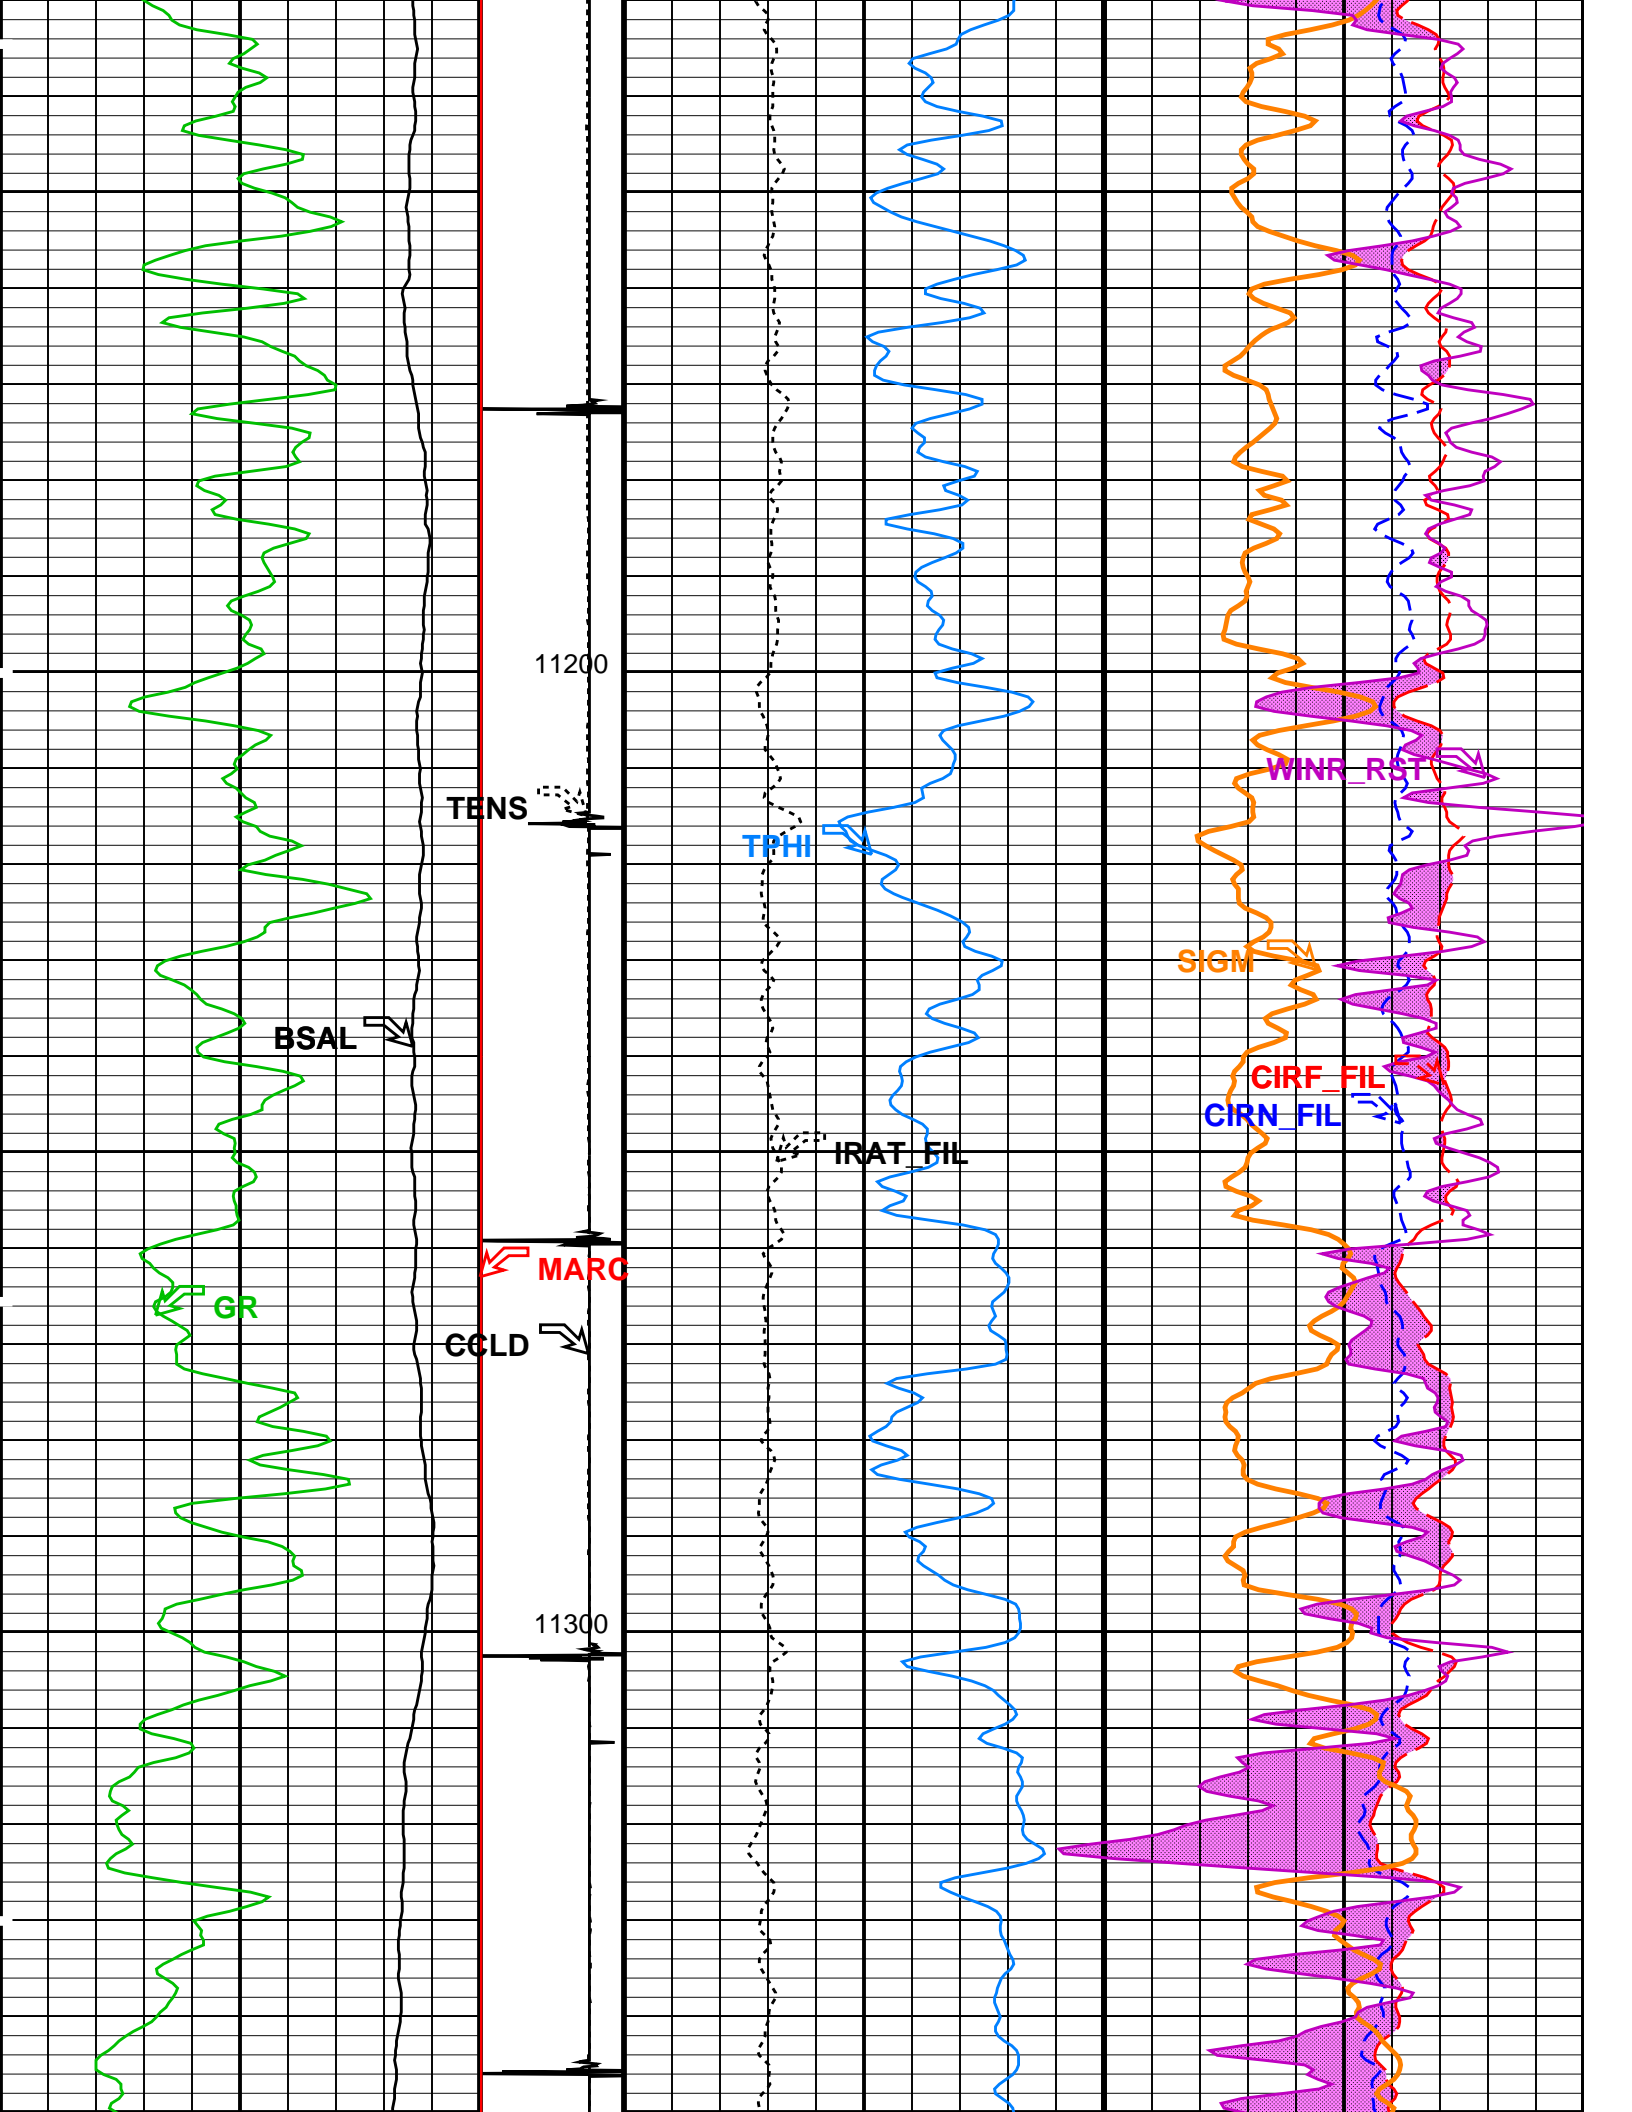 11200
WINR_RST
TENS
TPHI
SIGM
BSAL
CIRF_FIL
CIRN_FIL
IRAT_FIL
MARC
GR
CCLD
11300